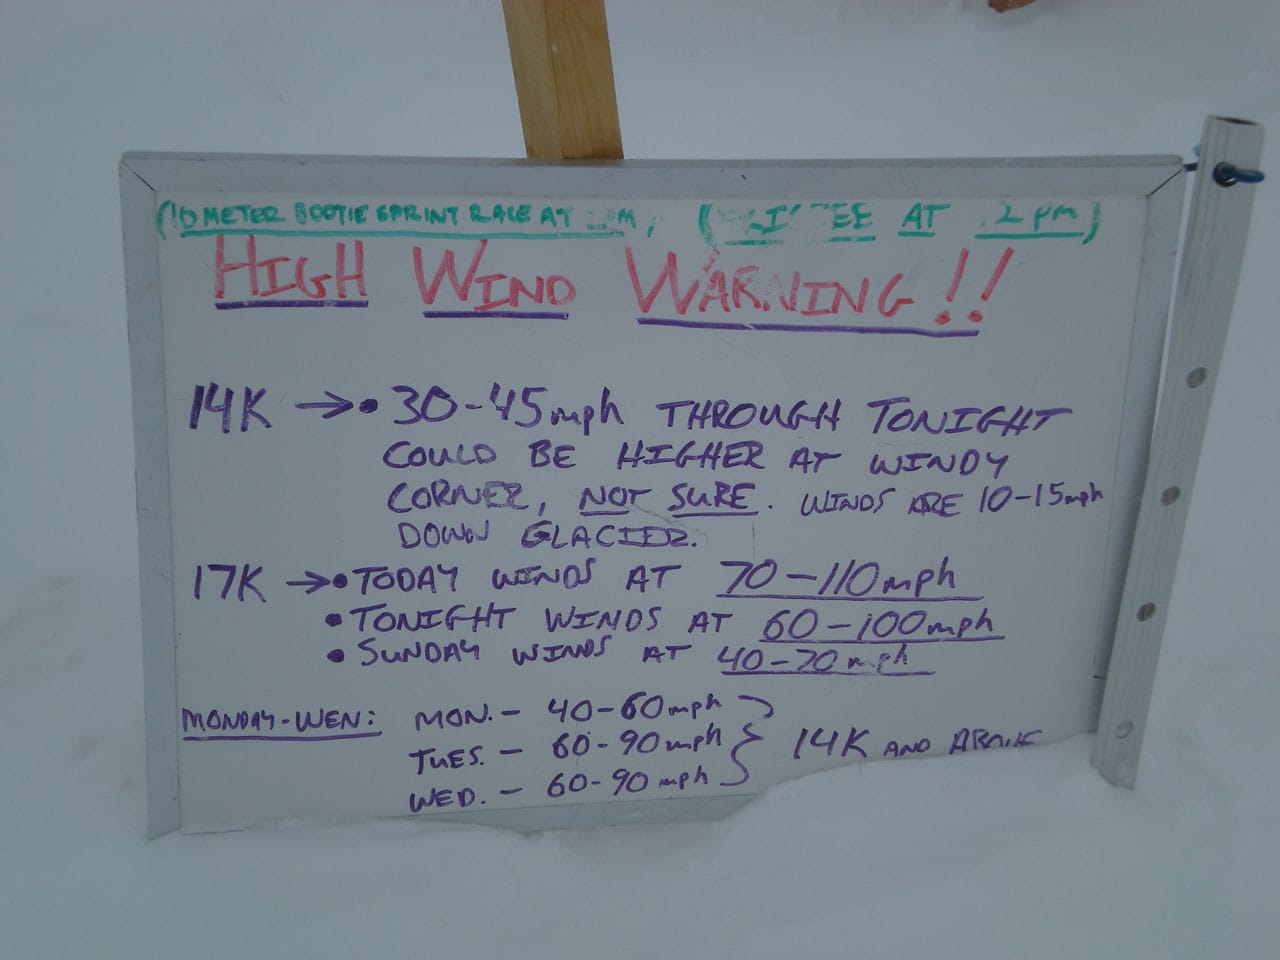 (10 METER BOOTIE SPRINT RACE AT PM, ( AT 2 pm)
HIGH WIND WARNING!!
14K → • 30-45mph THROUGH TONIGHT
COULD BE HIGHER AT WINDY
CORNER, NOT SURE. WINDS ARE 10-15mph
DOWN GLACIER.
17K → • TODAY WINDS AT 70-110mph
• TONIGHT WINDS AT 60-100mph
• SUNDAY WINDS AT 40-70mph
MONDAY-WEN: MON. - 40-60mph
TUES. - 60-90mph } 14K AND ABOVE
WED. - 60-90mph